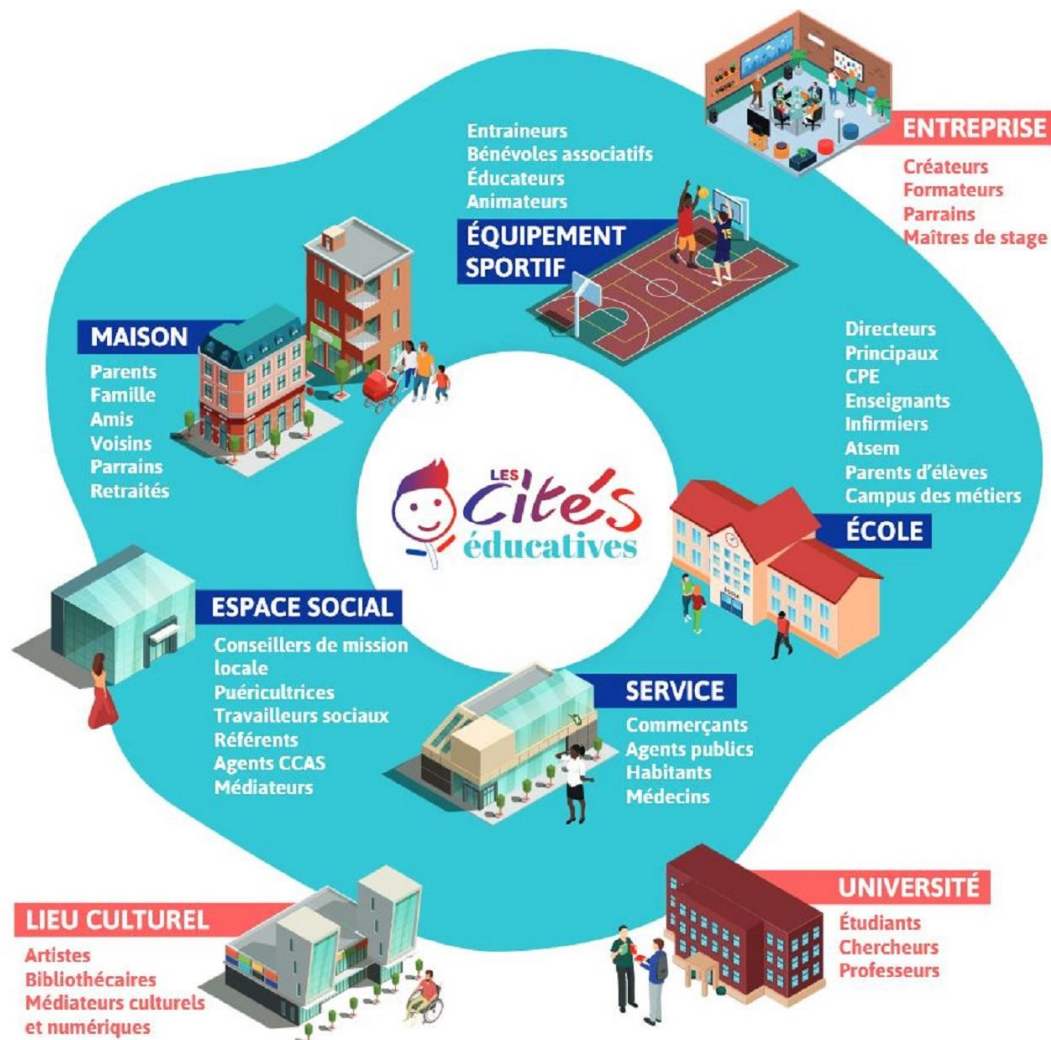 ENTREPRISE
Créateurs
Formateurs
Parrains
Maîtres de stage
Entraineurs
Bénévoles associatifs
Éducateurs
Animateurs
ÉQUIPEMENT
SPORTIF
MAISON
Parents
Famille
Amis
Voisins
Parrains
Retraités
Directeurs
Principaux
CPE
Enseignants
Infirmiers
Atsem
Parents d'élèves
Campus des métiers
ÉCOLE
LES
Cités
éducatives
ESPACE SOCIAL
Conseillers de mission
locale
Puéricultrices
Travailleurs sociaux
Référents
Agents CCAS
Médiateurs
SERVICE
Commerçants
Agents publics
Habitants
Médecins
LIEU CULTUREL
Artistes
Bibliothécaires
Médiateurs culturels
et numériques
UNIVERSITÉ
Étudiants
Chercheurs
Professeurs
15